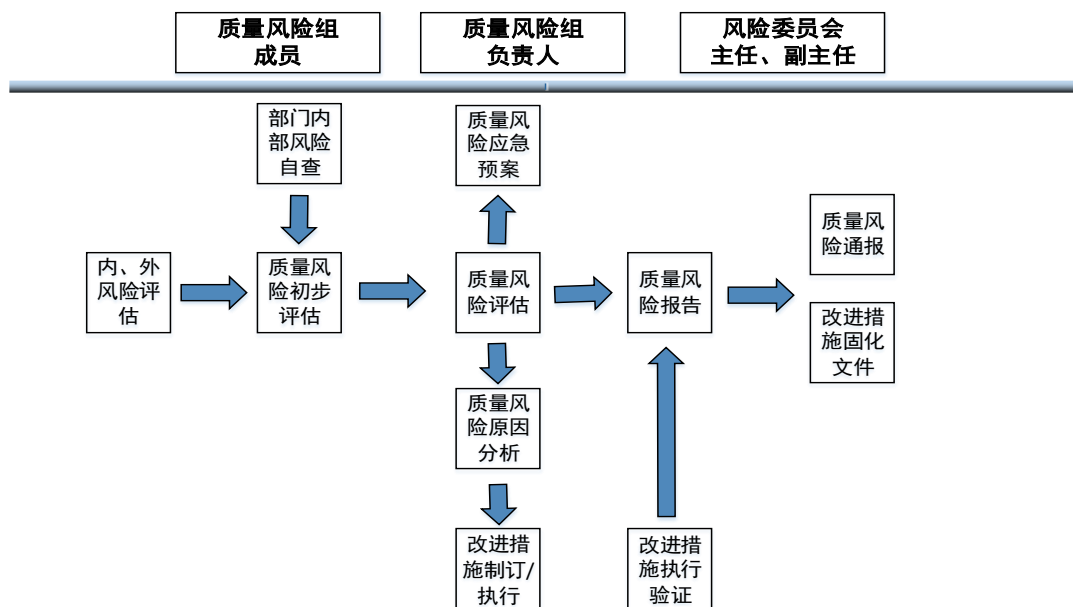 质量风险组
成员
质量风险组
负责人
风险委员会
主任、副主任
部门内
部风险
自查
质量风
险应急
预案
内、外
风险评
估
质量风
险初步
评估
质量风
险评估
质量风
险报告
质量风
险通报
改进措
施固化
文件
质量风
险原因
分析
改进措
施制订/
执行
改进措
施执行
验证